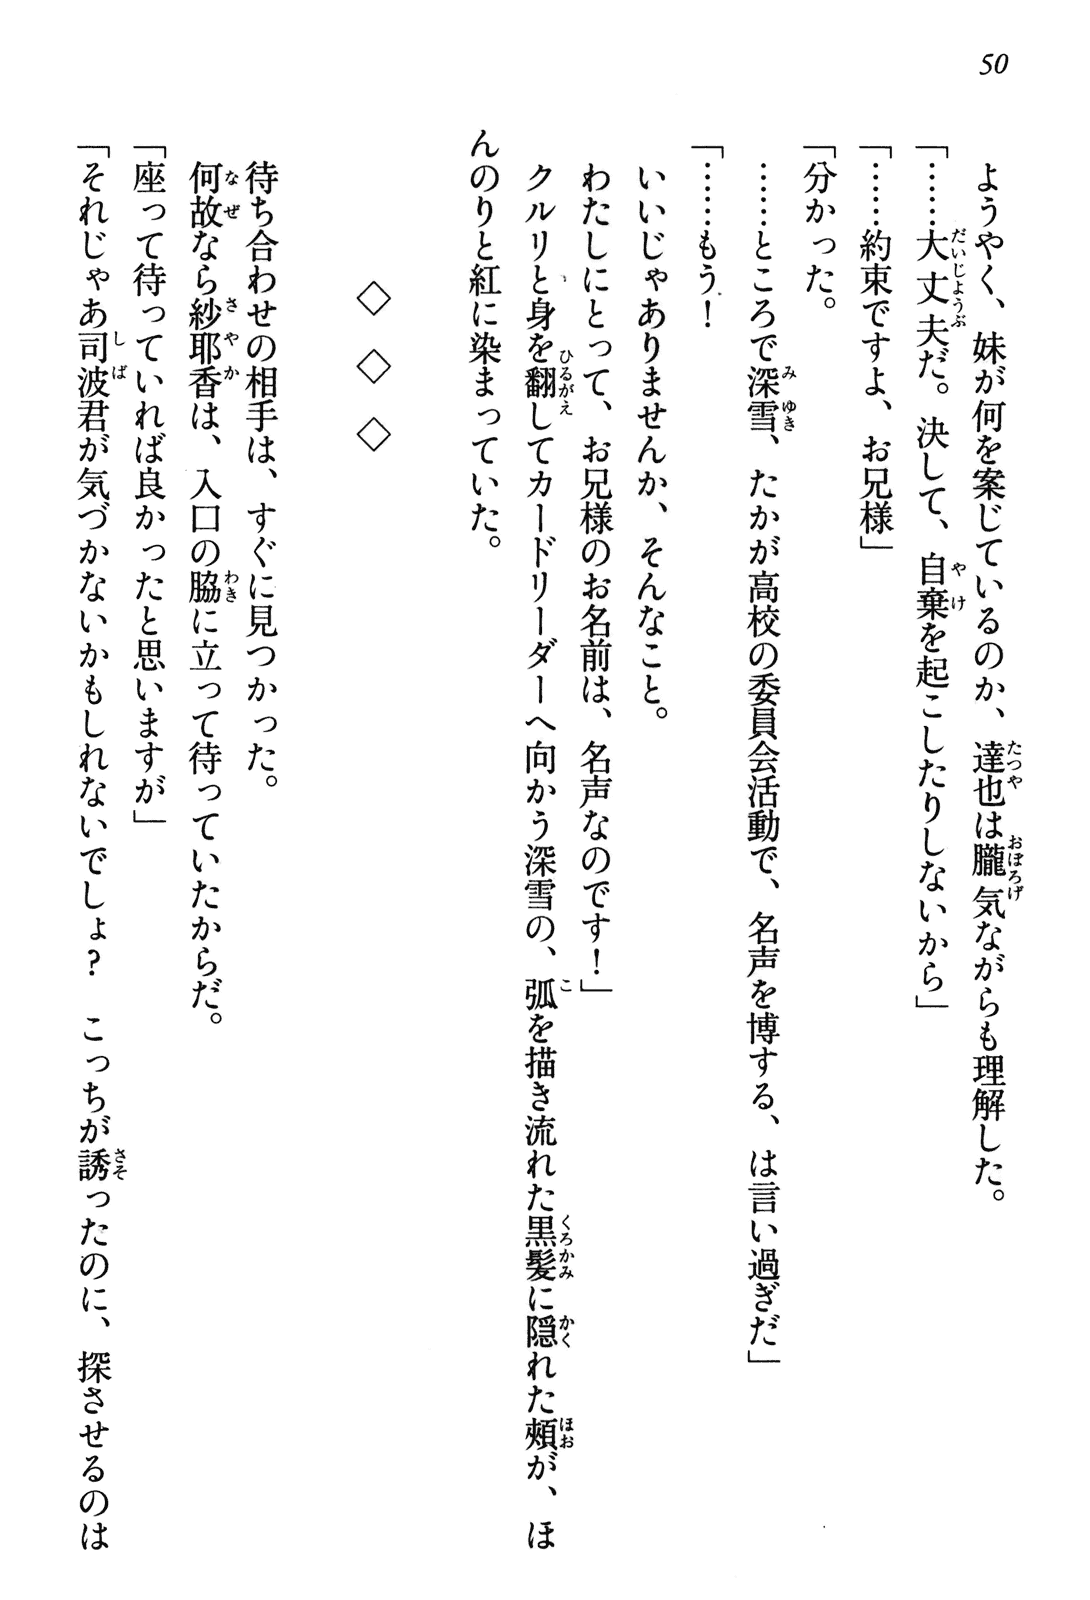 50
ようやく、妹が何を案じているのか、達也は朧気ながらも理解した。
「……大丈夫だ。決して、自棄を起こしたりしないから」
「……約束ですよ、お兄様」
「分かった。
……ところで深雪、たかが高校の委員会活動で、名声を博する、は言い過ぎだ」
「……もう！
いいじゃありませんか、そんなこと。
わたしにとって、お兄様のお名前は、名声なのです！」
クルリと身を翻してカードリーダーへ向かう深雪の、弧を描き流れた黒髪に隠れた頰が、ほ
んのりと紅に染まっていた。
◇　◇　◇
待ち合わせの相手は、すぐに見つかった。
何故なら紗耶香は、入口の脇に立って待っていたからだ。
「座って待っていれば良かったと思いますが」
「それじゃあ司波君が気づかないかもしれないでしょ？　こっちが誘ったのに、探させるのは